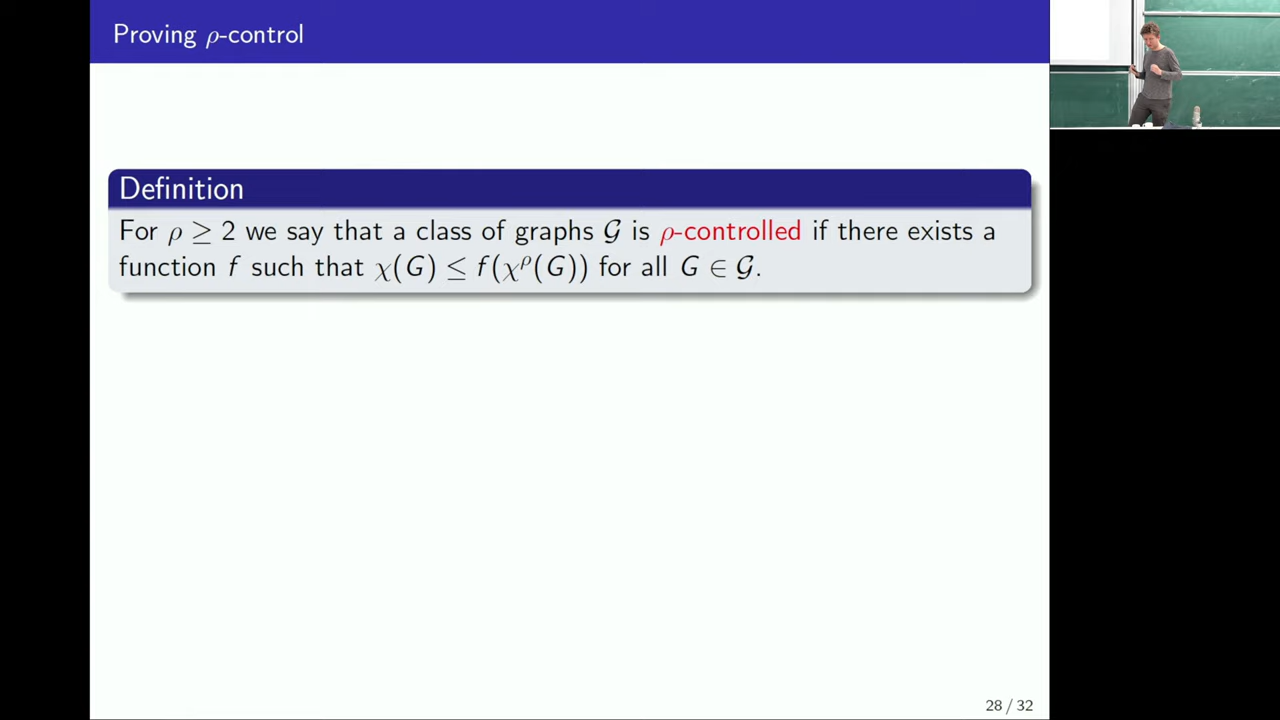 Proving ρ-control
Definition
For ρ ≥ 2 we say that a class of graphs 𝒢 is ρ-controlled if there exists a
function f such that χ(G) ≤ f(χ^ρ(G)) for all G ∈ 𝒢.
28 / 32